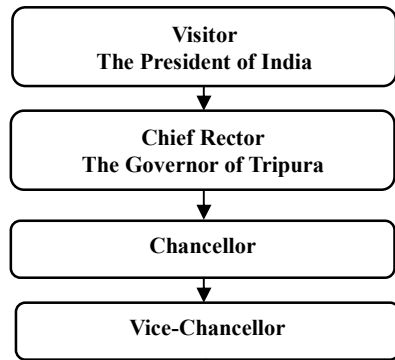 Visitor
The President of India
Chief Rector
The Governor of Tripura
Chancellor
Vice-Chancellor